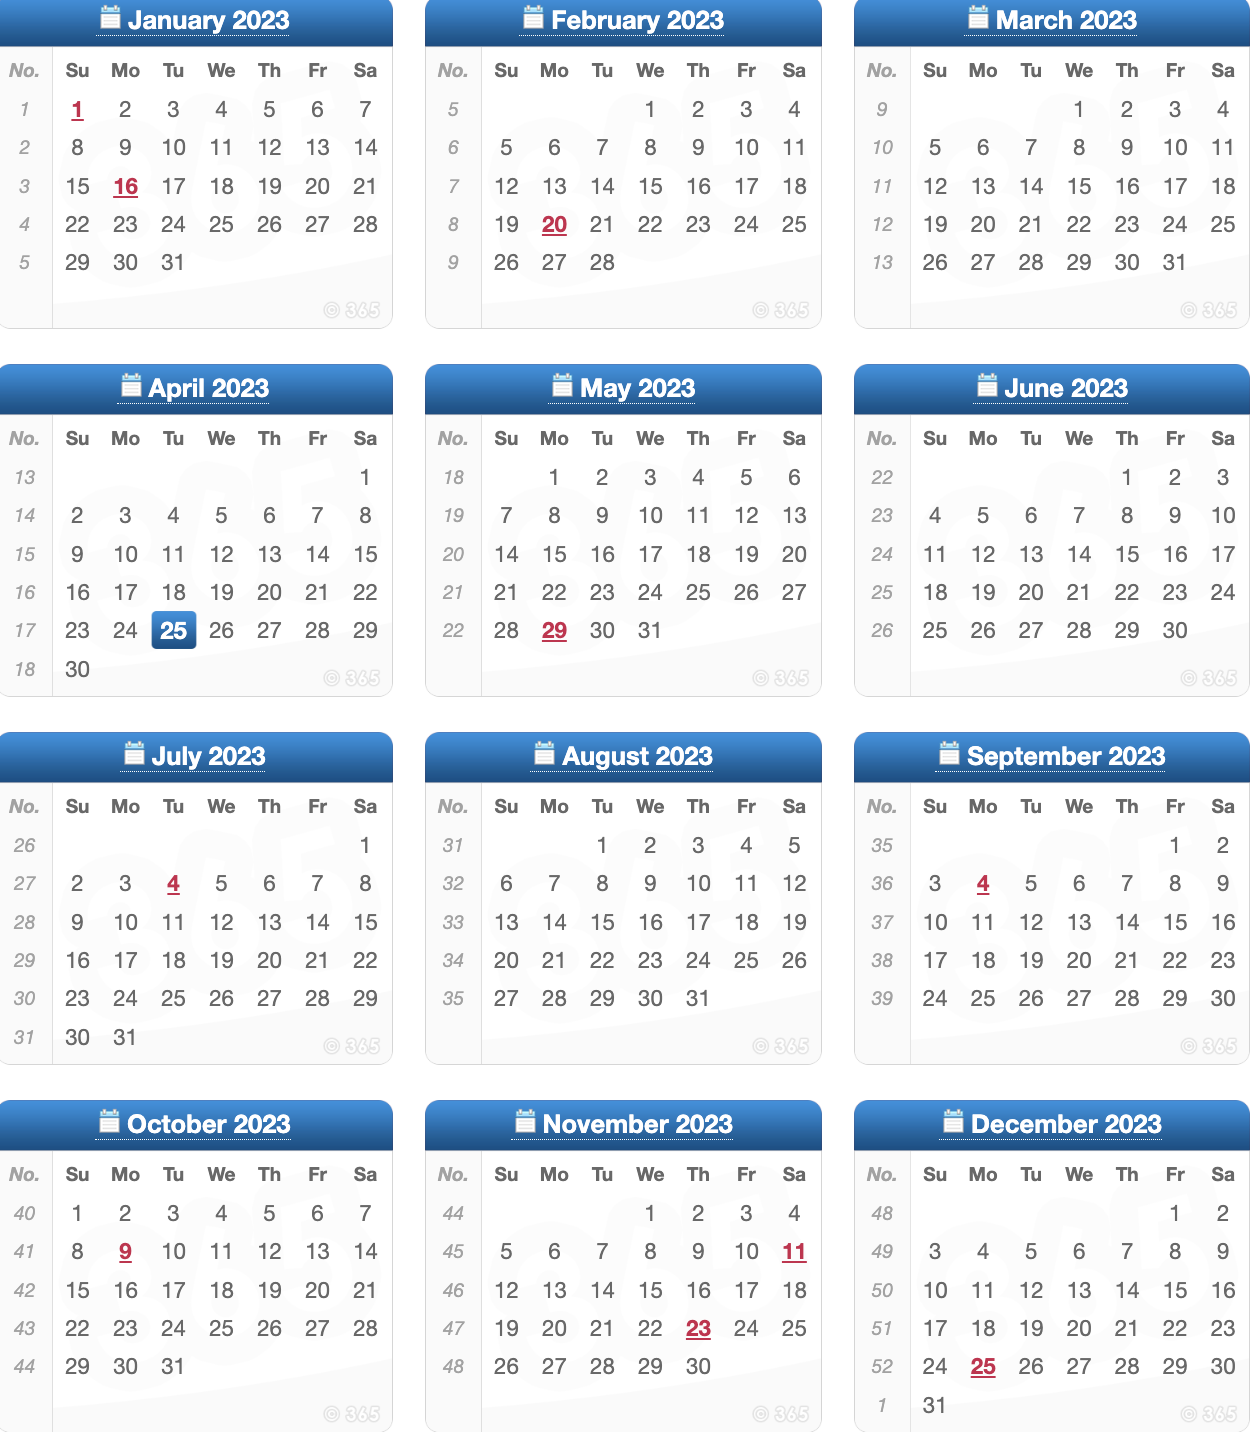 January 2023
No. Su Mo Tu We Th Fr Sa
1 1 2 3 4 5 6 7
2 8 9 10 11 12 13 14
3 15 16 17 18 19 20 21
4 22 23 24 25 26 27 28
5 29 30 31
© 365
February 2023
No. Su Mo Tu We Th Fr Sa
5 1 2 3 4
6 5 6 7 8 9 10 11
7 12 13 14 15 16 17 18
8 19 20 21 22 23 24 25
9 26 27 28
© 365
March 2023
No. Su Mo Tu We Th Fr Sa
9 1 2 3 4
10 5 6 7 8 9 10 11
11 12 13 14 15 16 17 18
12 19 20 21 22 23 24 25
13 26 27 28 29 30 31
© 365
April 2023
No. Su Mo Tu We Th Fr Sa
13 1
14 2 3 4 5 6 7 8
15 9 10 11 12 13 14 15
16 16 17 18 19 20 21 22
17 23 24 25 26 27 28 29
18 30
© 365
May 2023
No. Su Mo Tu We Th Fr Sa
18 1 2 3 4 5 6
19 7 8 9 10 11 12 13
20 14 15 16 17 18 19 20
21 21 22 23 24 25 26 27
22 28 29 30 31
© 365
June 2023
No. Su Mo Tu We Th Fr Sa
22 1 2 3
23 4 5 6 7 8 9 10
24 11 12 13 14 15 16 17
25 18 19 20 21 22 23 24
26 25 26 27 28 29 30
© 365
July 2023
No. Su Mo Tu We Th Fr Sa
26 1
27 2 3 4 5 6 7 8
28 9 10 11 12 13 14 15
29 16 17 18 19 20 21 22
30 23 24 25 26 27 28 29
31 30 31
© 365
August 2023
No. Su Mo Tu We Th Fr Sa
31 1 2 3 4 5
32 6 7 8 9 10 11 12
33 13 14 15 16 17 18 19
34 20 21 22 23 24 25 26
35 27 28 29 30 31
© 365
September 2023
No. Su Mo Tu We Th Fr Sa
35 1 2
36 3 4 5 6 7 8 9
37 10 11 12 13 14 15 16
38 17 18 19 20 21 22 23
39 24 25 26 27 28 29 30
© 365
October 2023
No. Su Mo Tu We Th Fr Sa
40 1 2 3 4 5 6 7
41 8 9 10 11 12 13 14
42 15 16 17 18 19 20 21
43 22 23 24 25 26 27 28
44 29 30 31
© 365
November 2023
No. Su Mo Tu We Th Fr Sa
44 1 2 3 4
45 5 6 7 8 9 10 11
46 12 13 14 15 16 17 18
47 19 20 21 22 23 24 25
48 26 27 28 29 30
© 365
December 2023
No. Su Mo Tu We Th Fr Sa
48 1 2
49 3 4 5 6 7 8 9
50 10 11 12 13 14 15 16
51 17 18 19 20 21 22 23
52 24 25 26 27 28 29 30
1 31
© 365